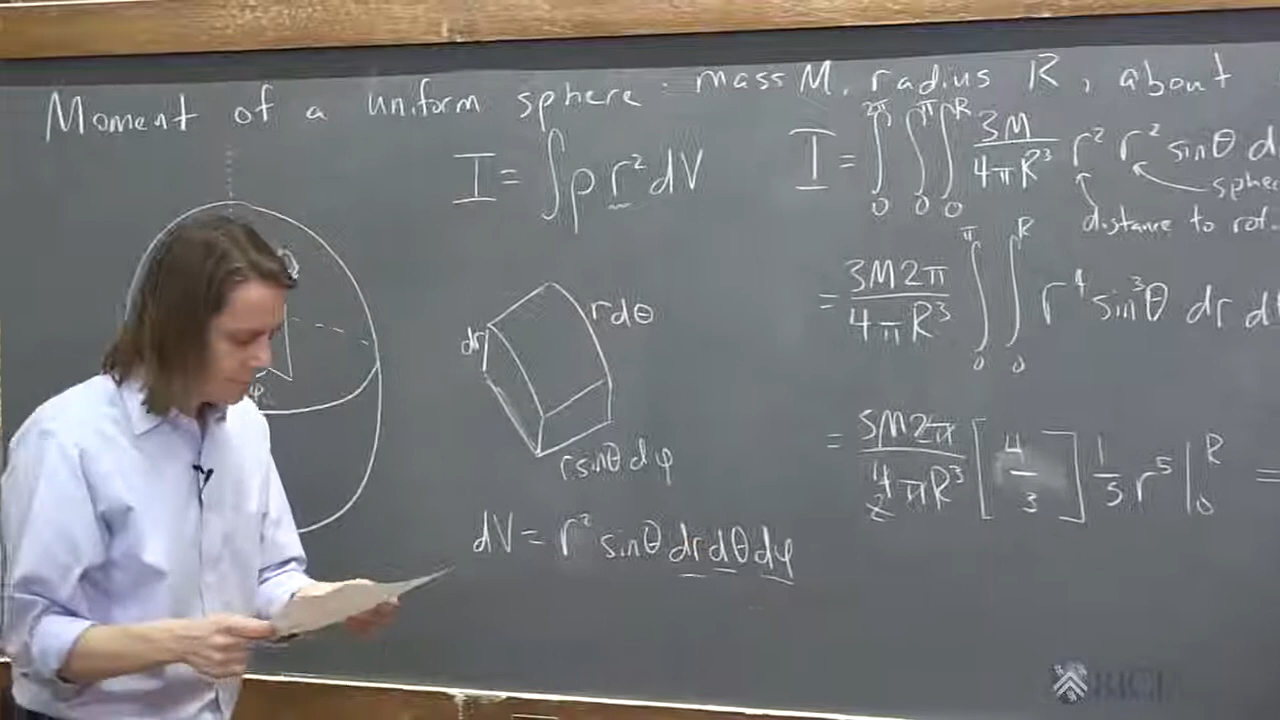 Moment of a uniform sphere · mass M, radius R, about
I = ∫ρ r² dV
I = ∫₀^{2π} ∫₀^{π} ∫₀^{R} 3M/4πR³ r² r² sinθ d
distance to rot.
= 3M2π/4πR³ ∫₀^{π} ∫₀^{R} r⁴ sin³θ dr d
dr
r dθ
r sinθ dφ
φ
= 3M2π/4πR³ [4/3] 1/5 r⁵ |₀^R =
2
dV = r² sinθ dr dθ dφ